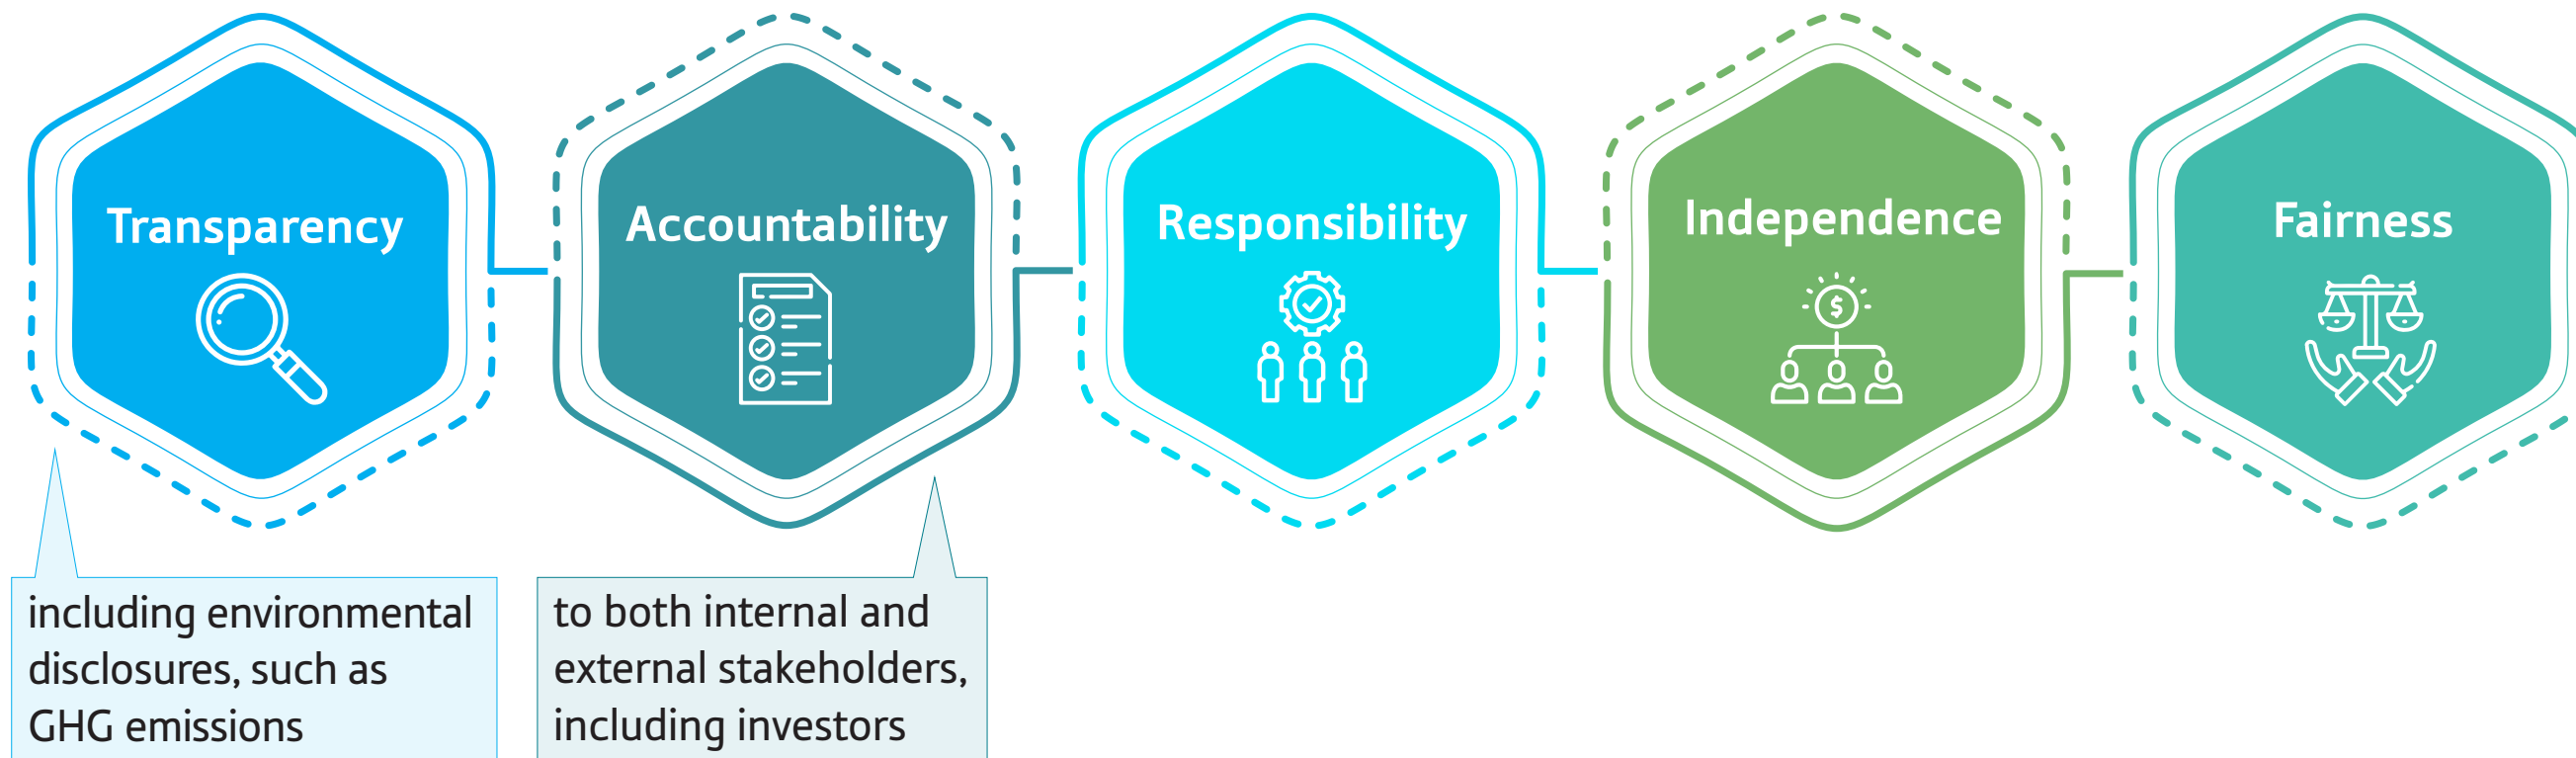 Transparency
Accountability
Responsibility
Independence
Fairness
$
including environmental
disclosures, such as
GHG emissions
to both internal and
external stakeholders,
including investors